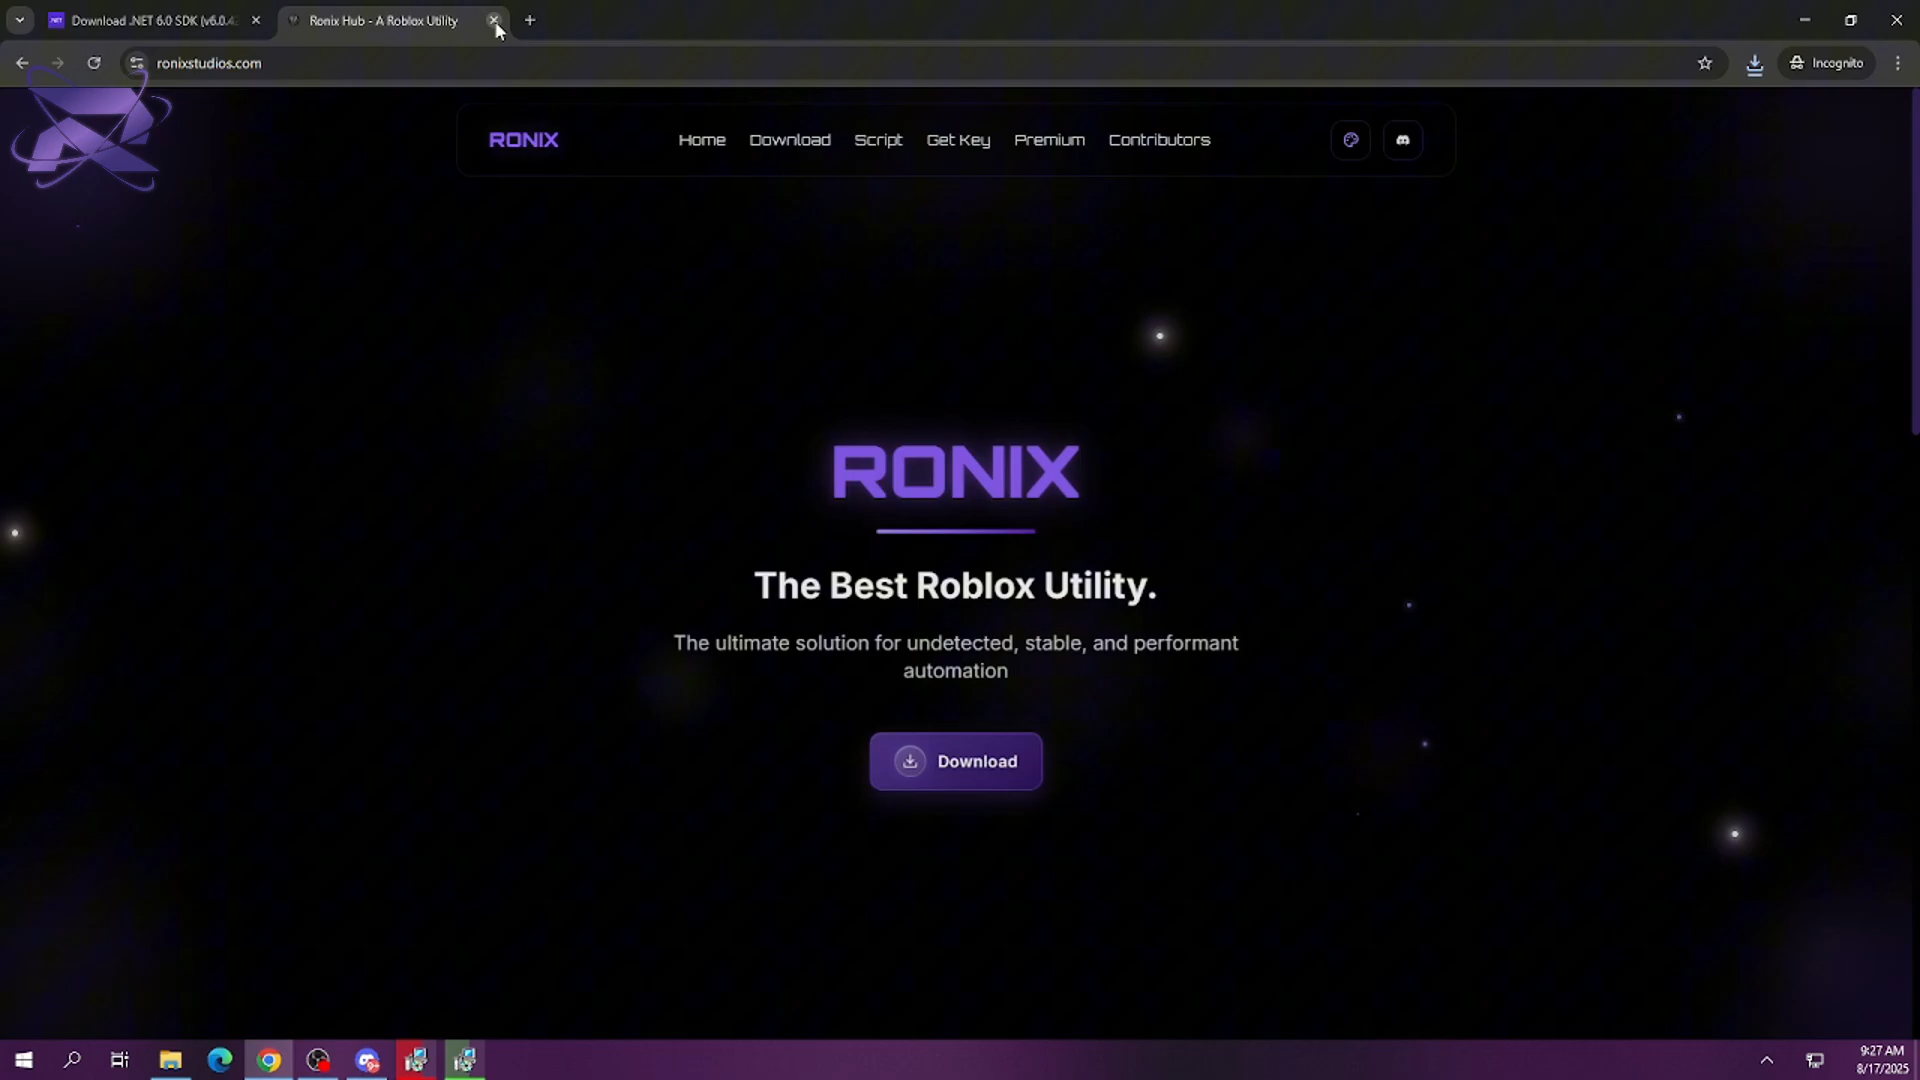 Download .NET 6.0 SDK (v6.0.4
Ronix Hub - A Roblox Utility
ronixstudios.com
Incognito
RONIX
Home
Download
Script
Get Key
Premium
Contributors
RONIX
The Best Roblox Utility.
The ultimate solution for undetected, stable, and performant
automation
Download
9:27 AM
8/17/2025